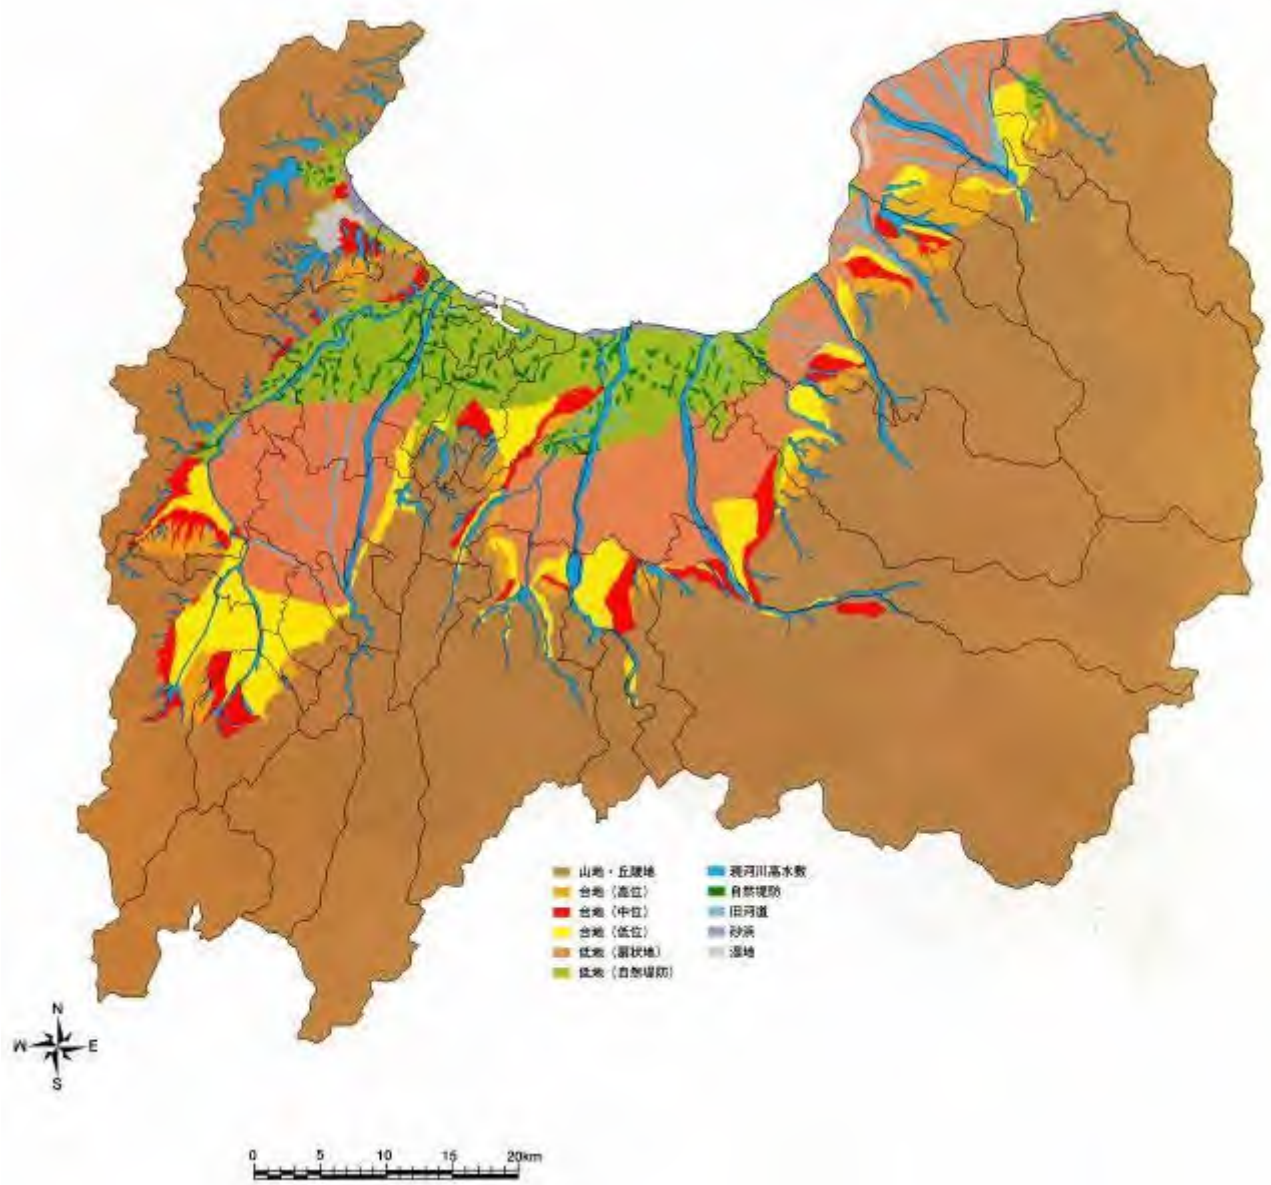 山地・丘陵地
台地（高位）
台地（中位）
台地（低位）
低地（扇状地）
低地（自然堤防）
現河川高水敷
自然堤防
旧河道
砂浜
湿地
N
W E
S
0 5 10 15 20km